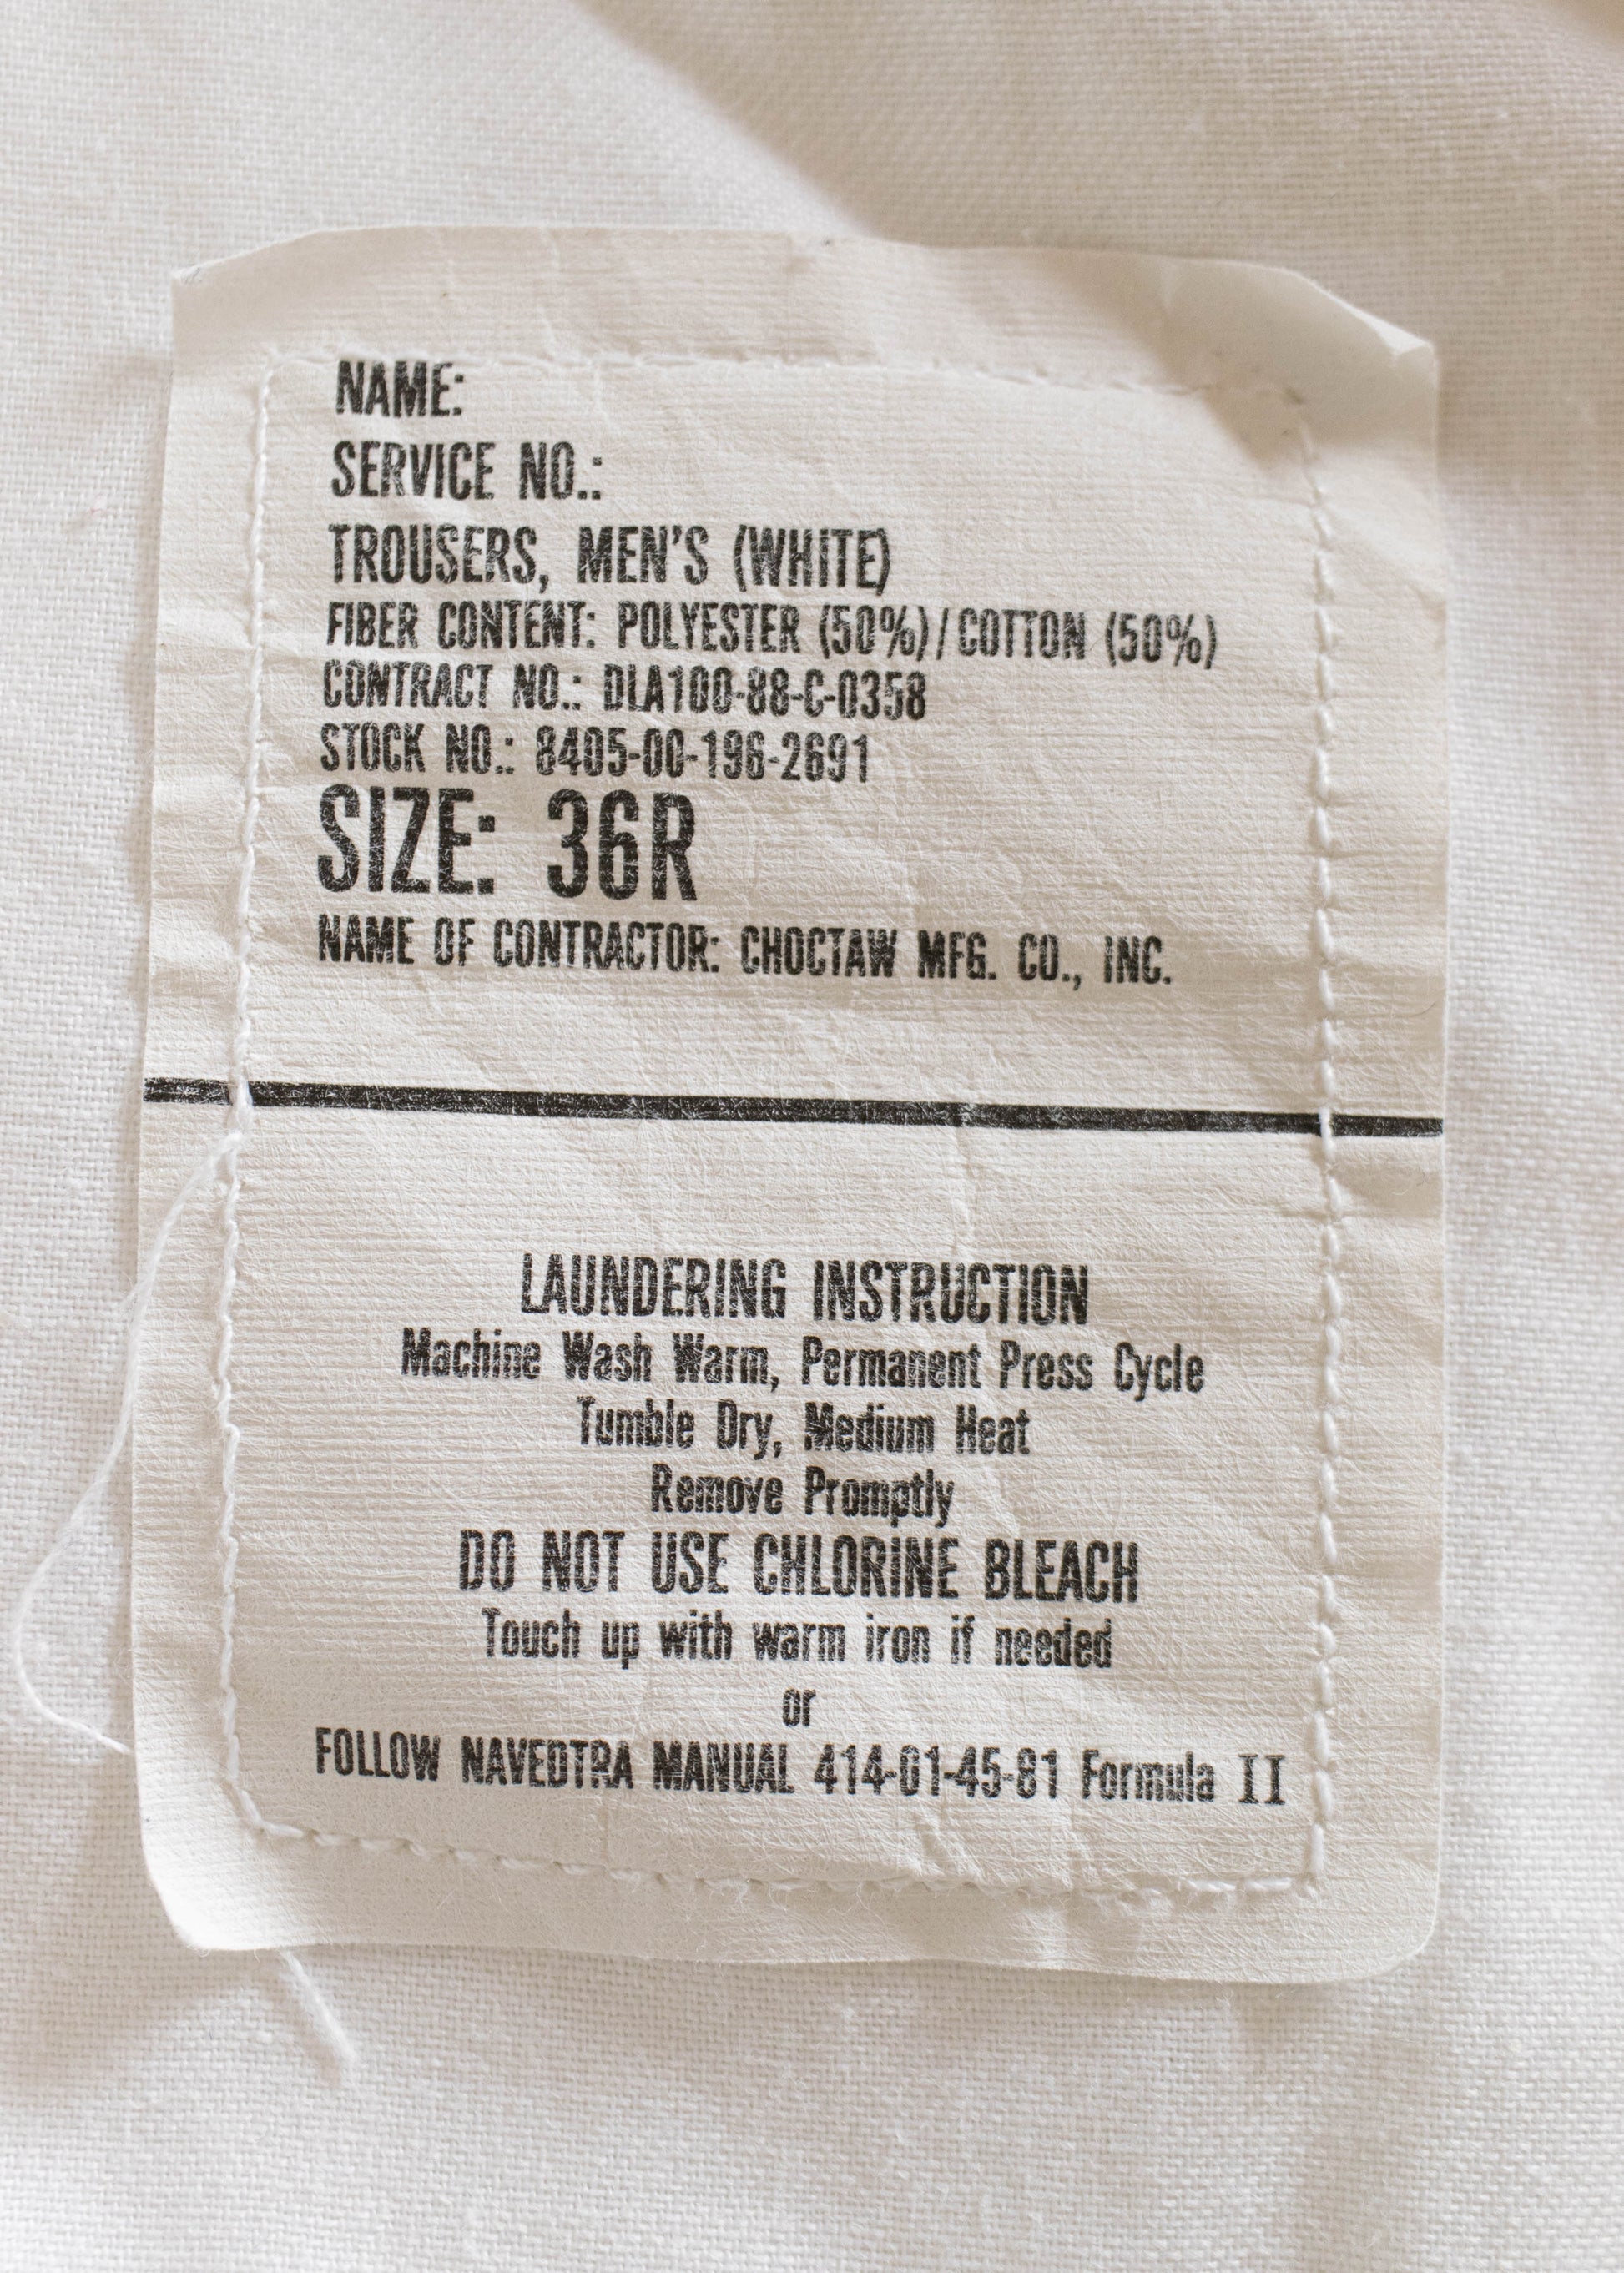 NAME:
SERVICE NO.:
TROUSERS, MEN'S (WHITE)
FIBER CONTENT: POLYESTER (50%)/COTTON (50%)
CONTRACT NO.: DLA100-88-C-0358
STOCK NO.: 8405-00-196-2691
SIZE: 36R
NAME OF CONTRACTOR: CHOCTAW MFG. CO., INC.
LAUNDERING INSTRUCTION
Machine Wash Warm, Permanent Press Cycle
Tumble Dry, Medium Heat
Remove Promptly
DO NOT USE CHLORINE BLEACH
Touch up with warm iron if needed
or
FOLLOW NAVEDTRA MANUAL 414-01-45-81 Formula II